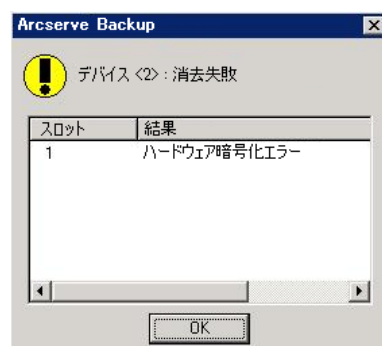 Arcserve Backup
デバイス <2> : 消去失敗
スロット 結果
1 ハードウェア暗号化エラー
OK